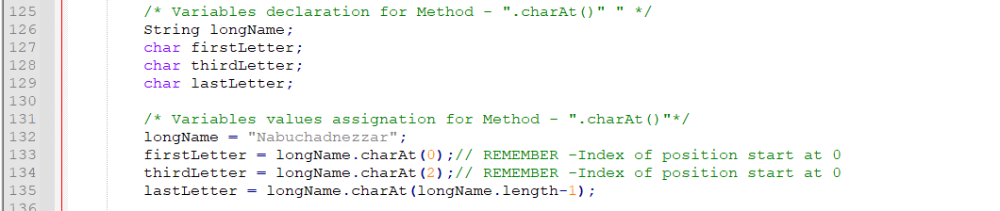 125 /* Variables declaration for Method - ".charAt()" " */
126 String longName;
127 char firstLetter;
128 char thirdLetter;
129 char lastLetter;
130
131 /* Variables values assignation for Method - ".charAt()"*/
132 longName = "Nabuchadnezzar";
133 firstLetter = longName.charAt(0);// REMEMBER -Index of position start at 0
134 thirdLetter = longName.charAt(2);// REMEMBER -Index of position start at 0
135 lastLetter = longName.charAt(longName.length-1);
136